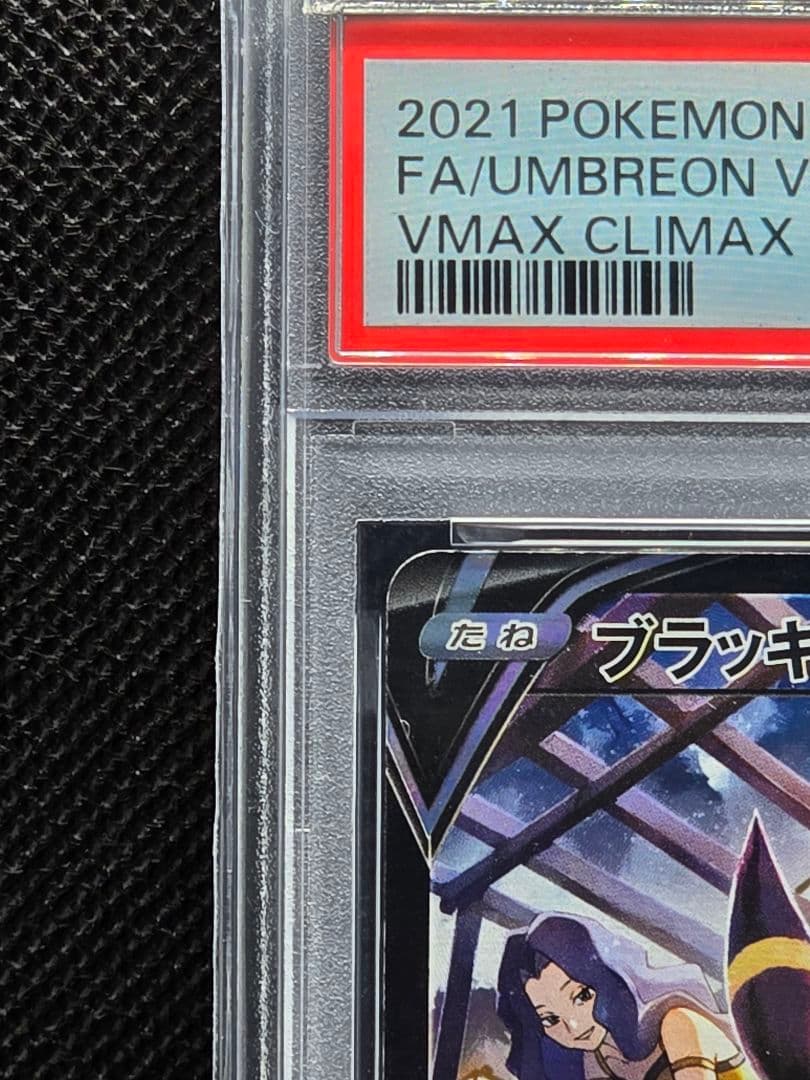 2021 POKEMON
FA/UMBREON V
VMAX CLIMAX
たね ブラッキ